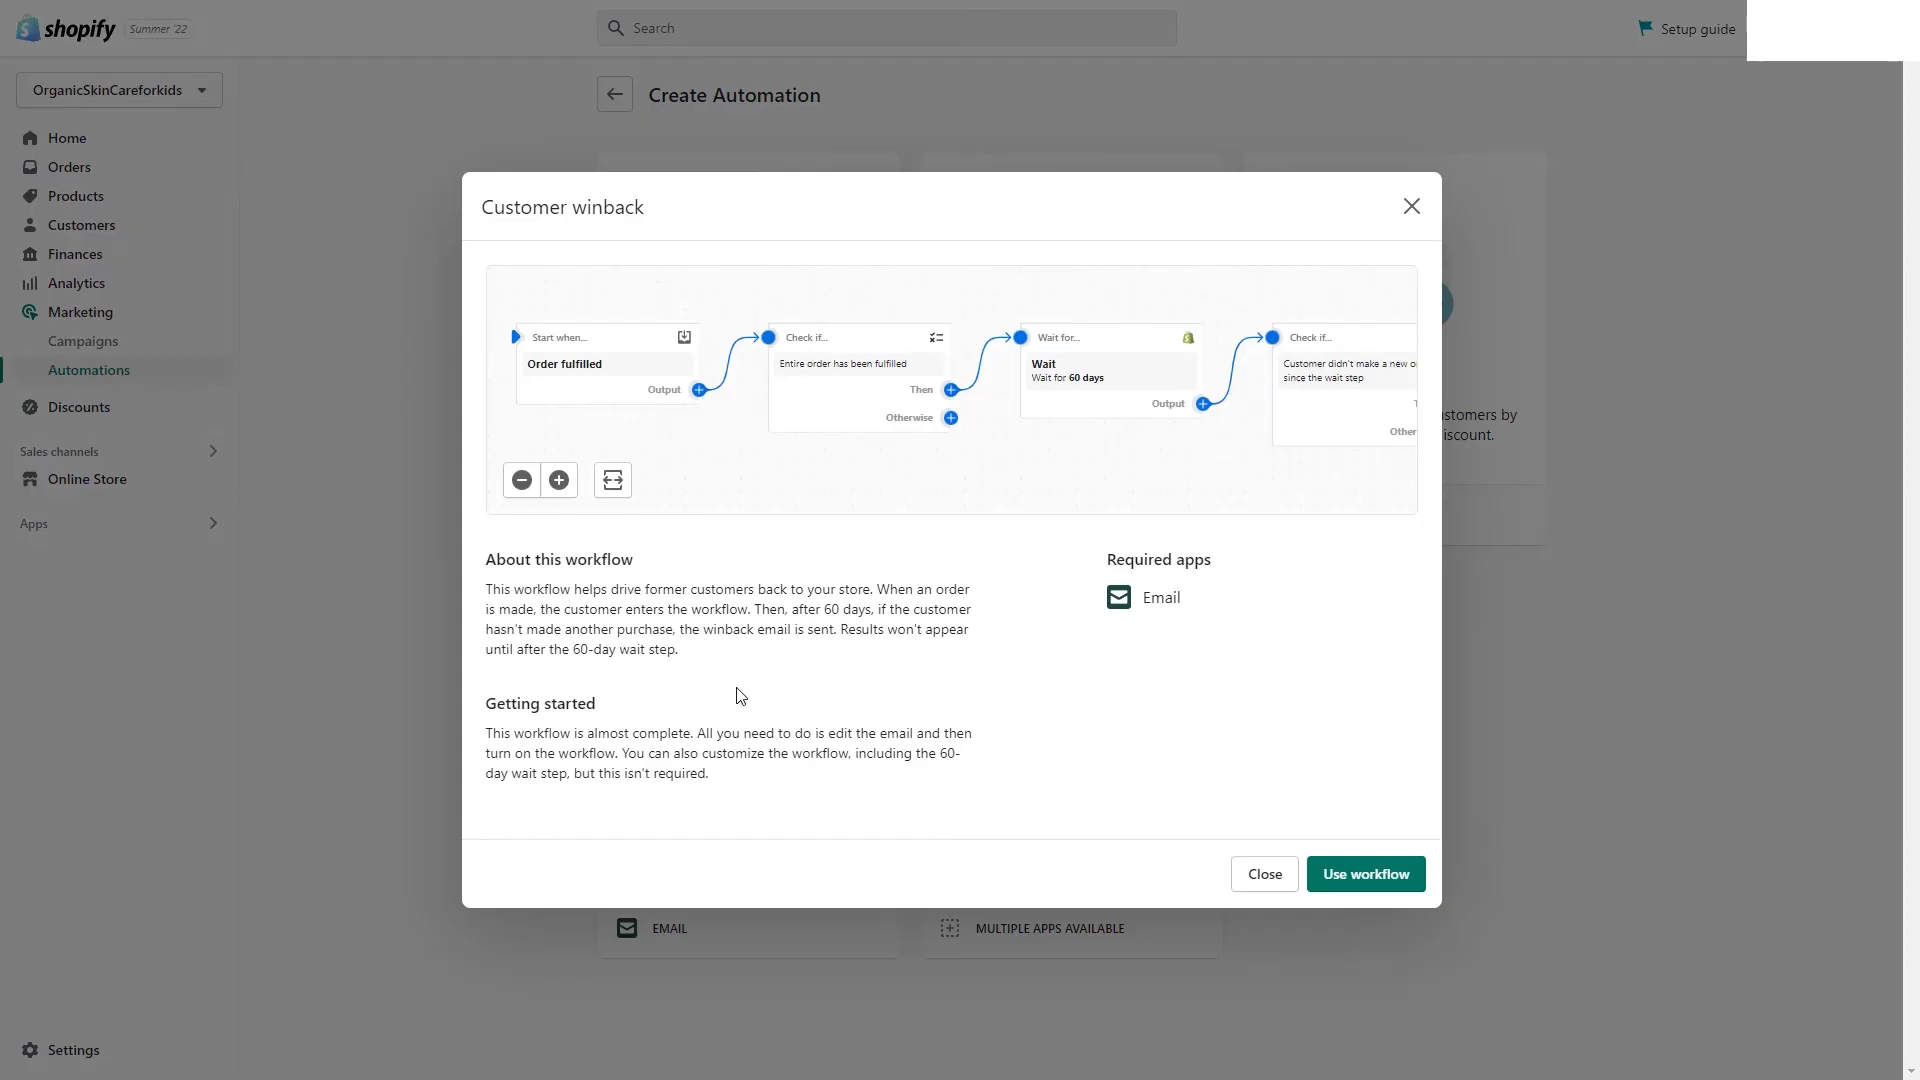 shopify
Summer '22
Search
Setup guide
OrganicSkinCareforkids
Create Automation
Home
Orders
Products
Customers
Finances
Analytics
Marketing
Campaigns
Automations
Discounts
Sales channels
Online Store
Apps
Settings
Customer winback
Start when...
Order fulfilled
Output
Check if...
Entire order has been fulfilled
Then
Otherwise
Wait for...
Wait
Wait for 60 days
Output
Check if...
Customer didn't make a new o
since the wait step
T
Other
stomers by
iscount.
About this workflow
This workflow helps drive former customers back to your store. When an order
is made, the customer enters the workflow. Then, after 60 days, if the customer
hasn't made another purchase, the winback email is sent. Results won't appear
until after the 60-day wait step.
Required apps
Email
Getting started
This workflow is almost complete. All you need to do is edit the email and then
turn on the workflow. You can also customize the workflow, including the 60-
day wait step, but this isn't required.
Close
Use workflow
EMAIL
MULTIPLE APPS AVAILABLE